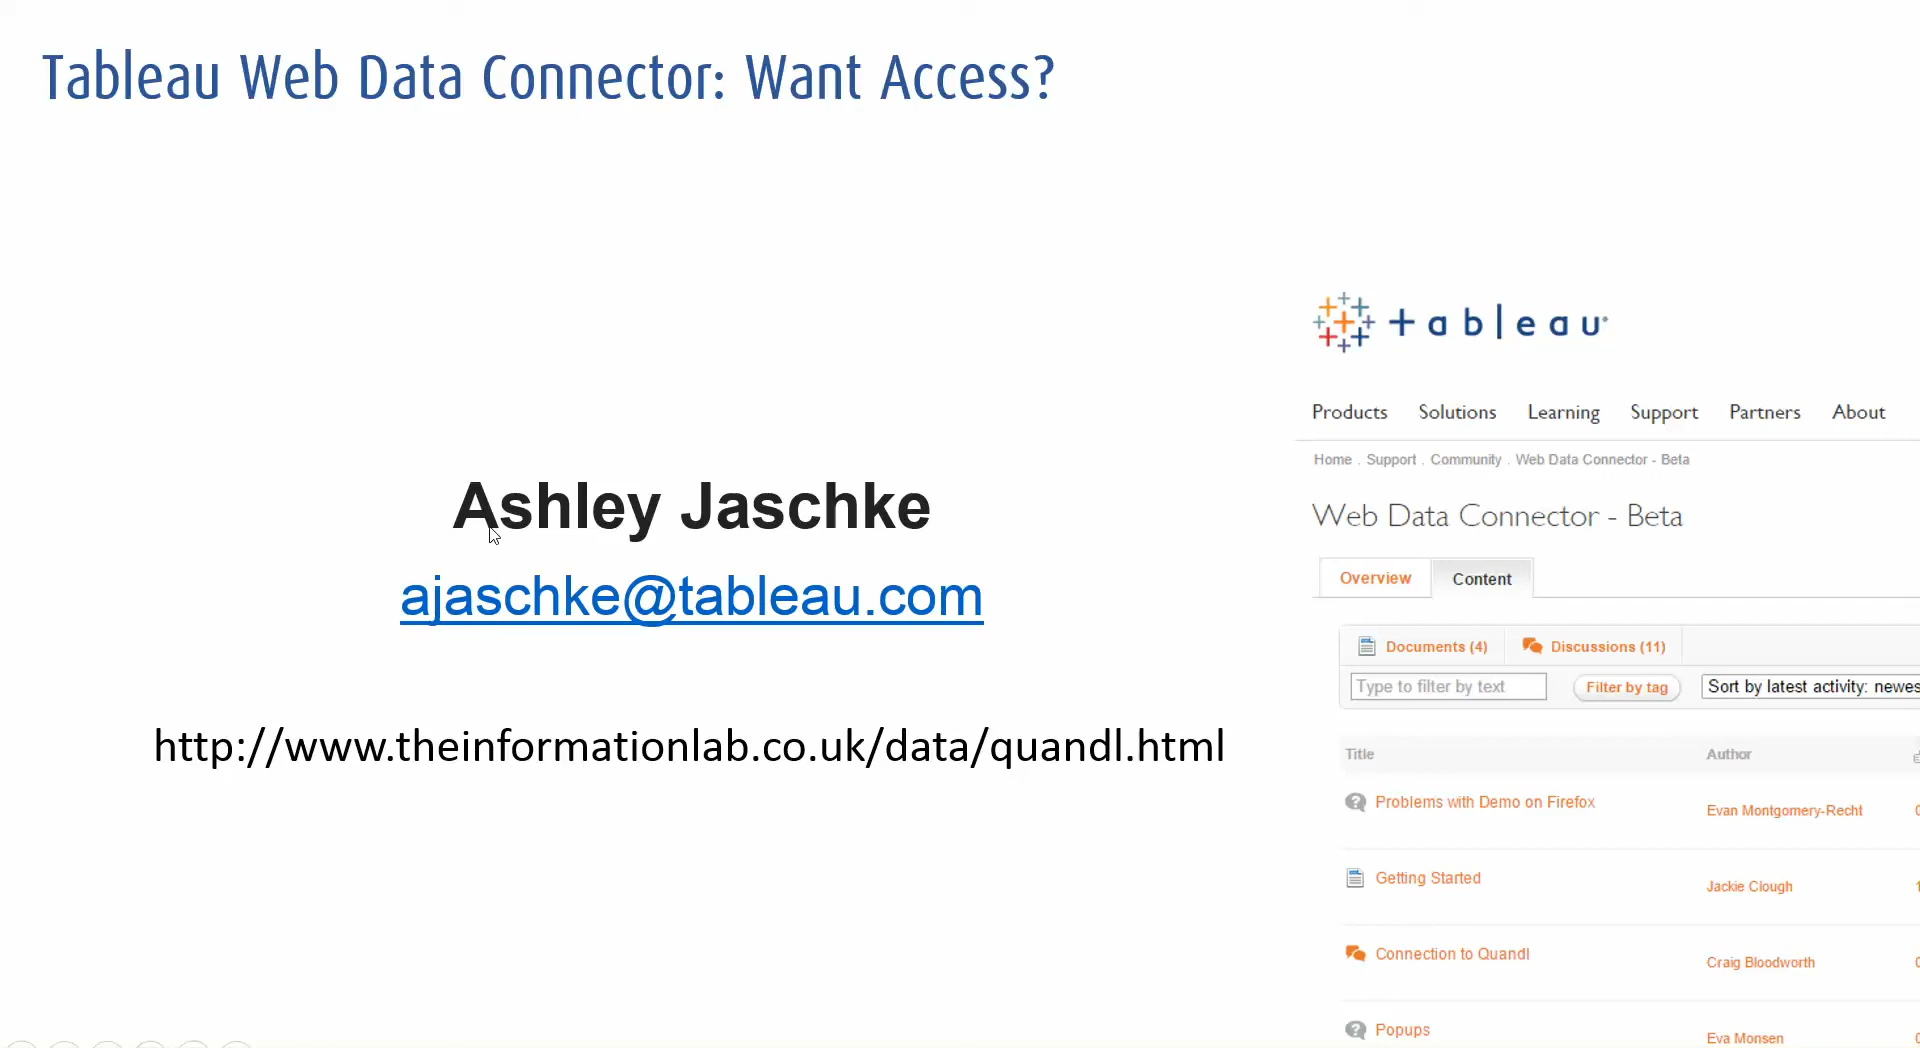 Tableau Web Data Connector: Want Access?
Ashley Jaschke
ajaschke@tableau.com
http://www.theinformationlab.co.uk/data/quandl.html
+ableau
Products Solutions Learning Support Partners About
Home . Support . Community . Web Data Connector - Beta
Web Data Connector - Beta
Overview Content
Documents (4) Discussions (11)
Type to filter by text Filter by tag Sort by latest activity: newes
Title Author
Problems with Demo on Firefox Evan Montgomery-Recht
Getting Started Jackie Clough
Connection to Quandl Craig Bloodworth
Popups Eva Monsen